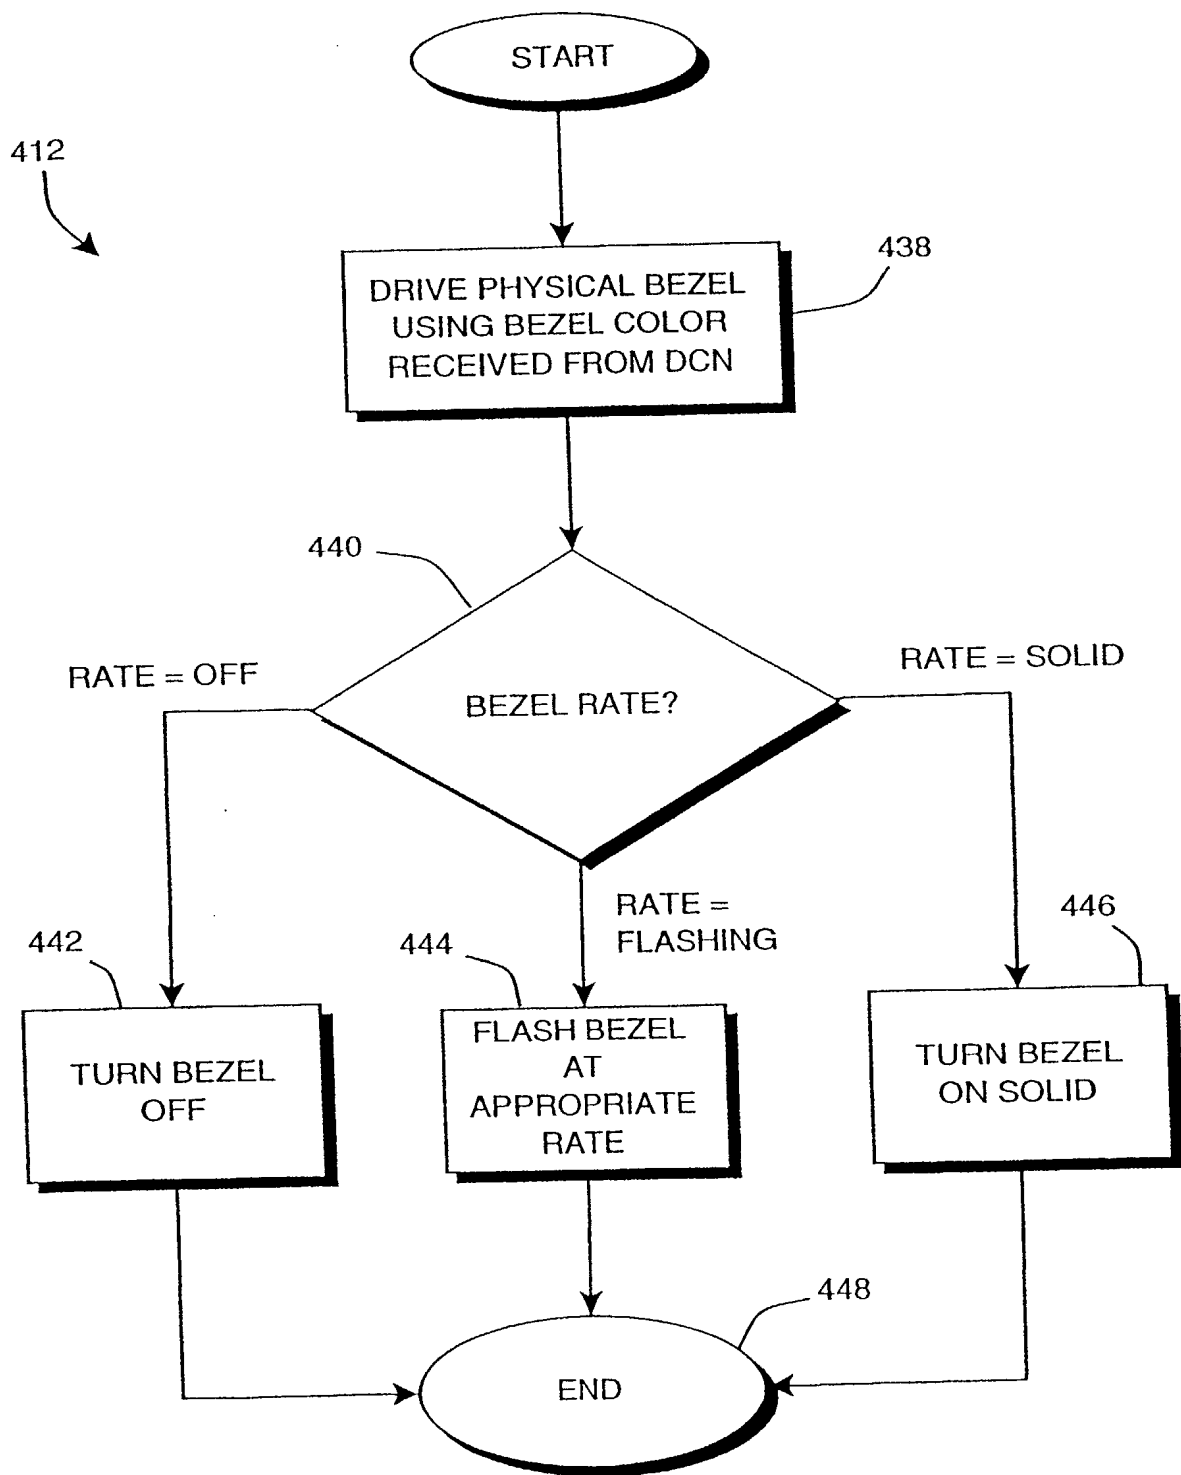 START
412
438
DRIVE PHYSICAL BEZEL
USING BEZEL COLOR
RECEIVED FROM DCN
440
RATE = OFF
BEZEL RATE?
RATE = SOLID
RATE =
FLASHING
442
444
446
TURN BEZEL
OFF
FLASH BEZEL
AT
APPROPRIATE
RATE
TURN BEZEL
ON SOLID
448
END